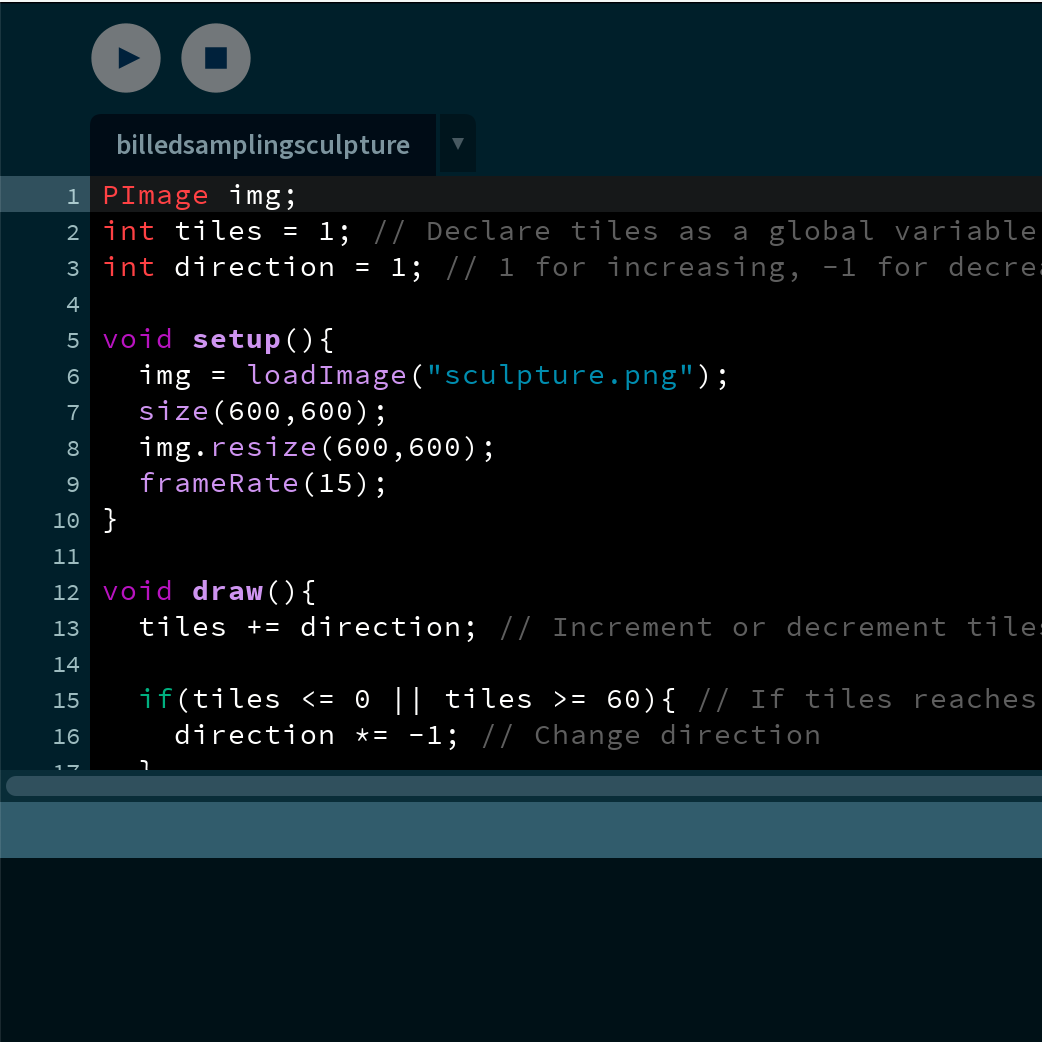 billedsamplingsculpture ▼
1 PImage img;
2 int tiles = 1; // Declare tiles as a global variable
3 int direction = 1; // 1 for increasing, -1 for decrea
4
5 void setup(){
6 img = loadImage("sculpture.png");
7 size(600,600);
8 img.resize(600,600);
9 frameRate(15);
10 }
11
12 void draw(){
13 tiles += direction; // Increment or decrement tiles
14
15 if(tiles <= 0 || tiles >= 60){ // If tiles reaches
16 direction *= -1; // Change direction
17 }